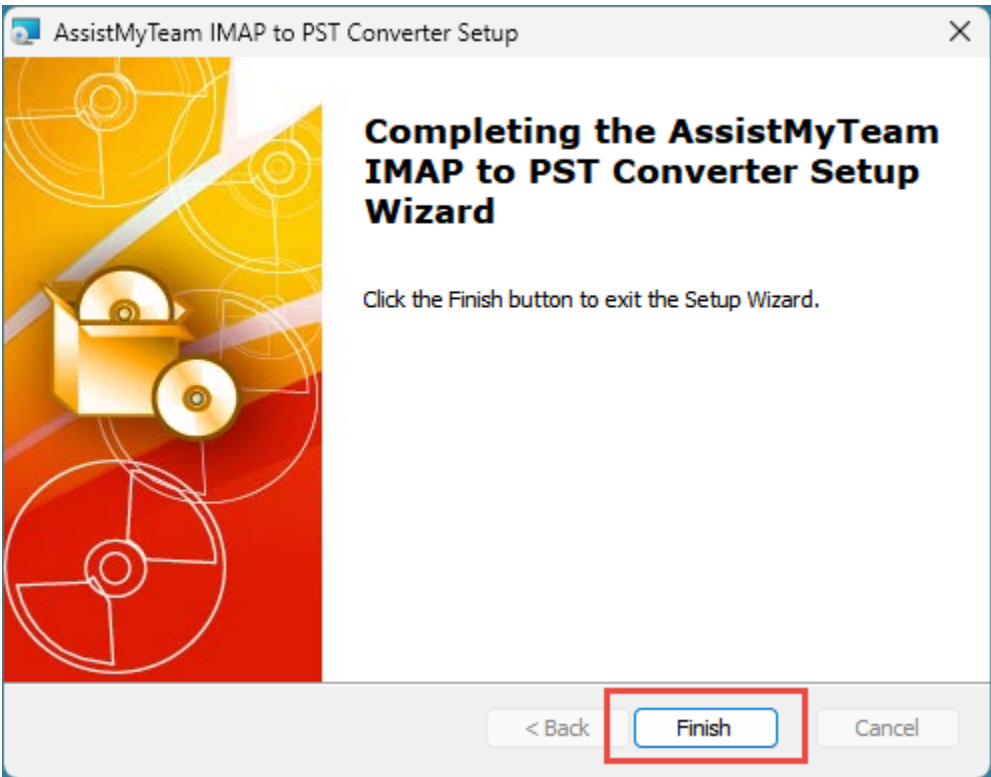 AssistMyTeam IMAP to PST Converter Setup
Completing the AssistMyTeam
IMAP to PST Converter Setup
Wizard
Click the Finish button to exit the Setup Wizard.
< Back
Finish
Cancel